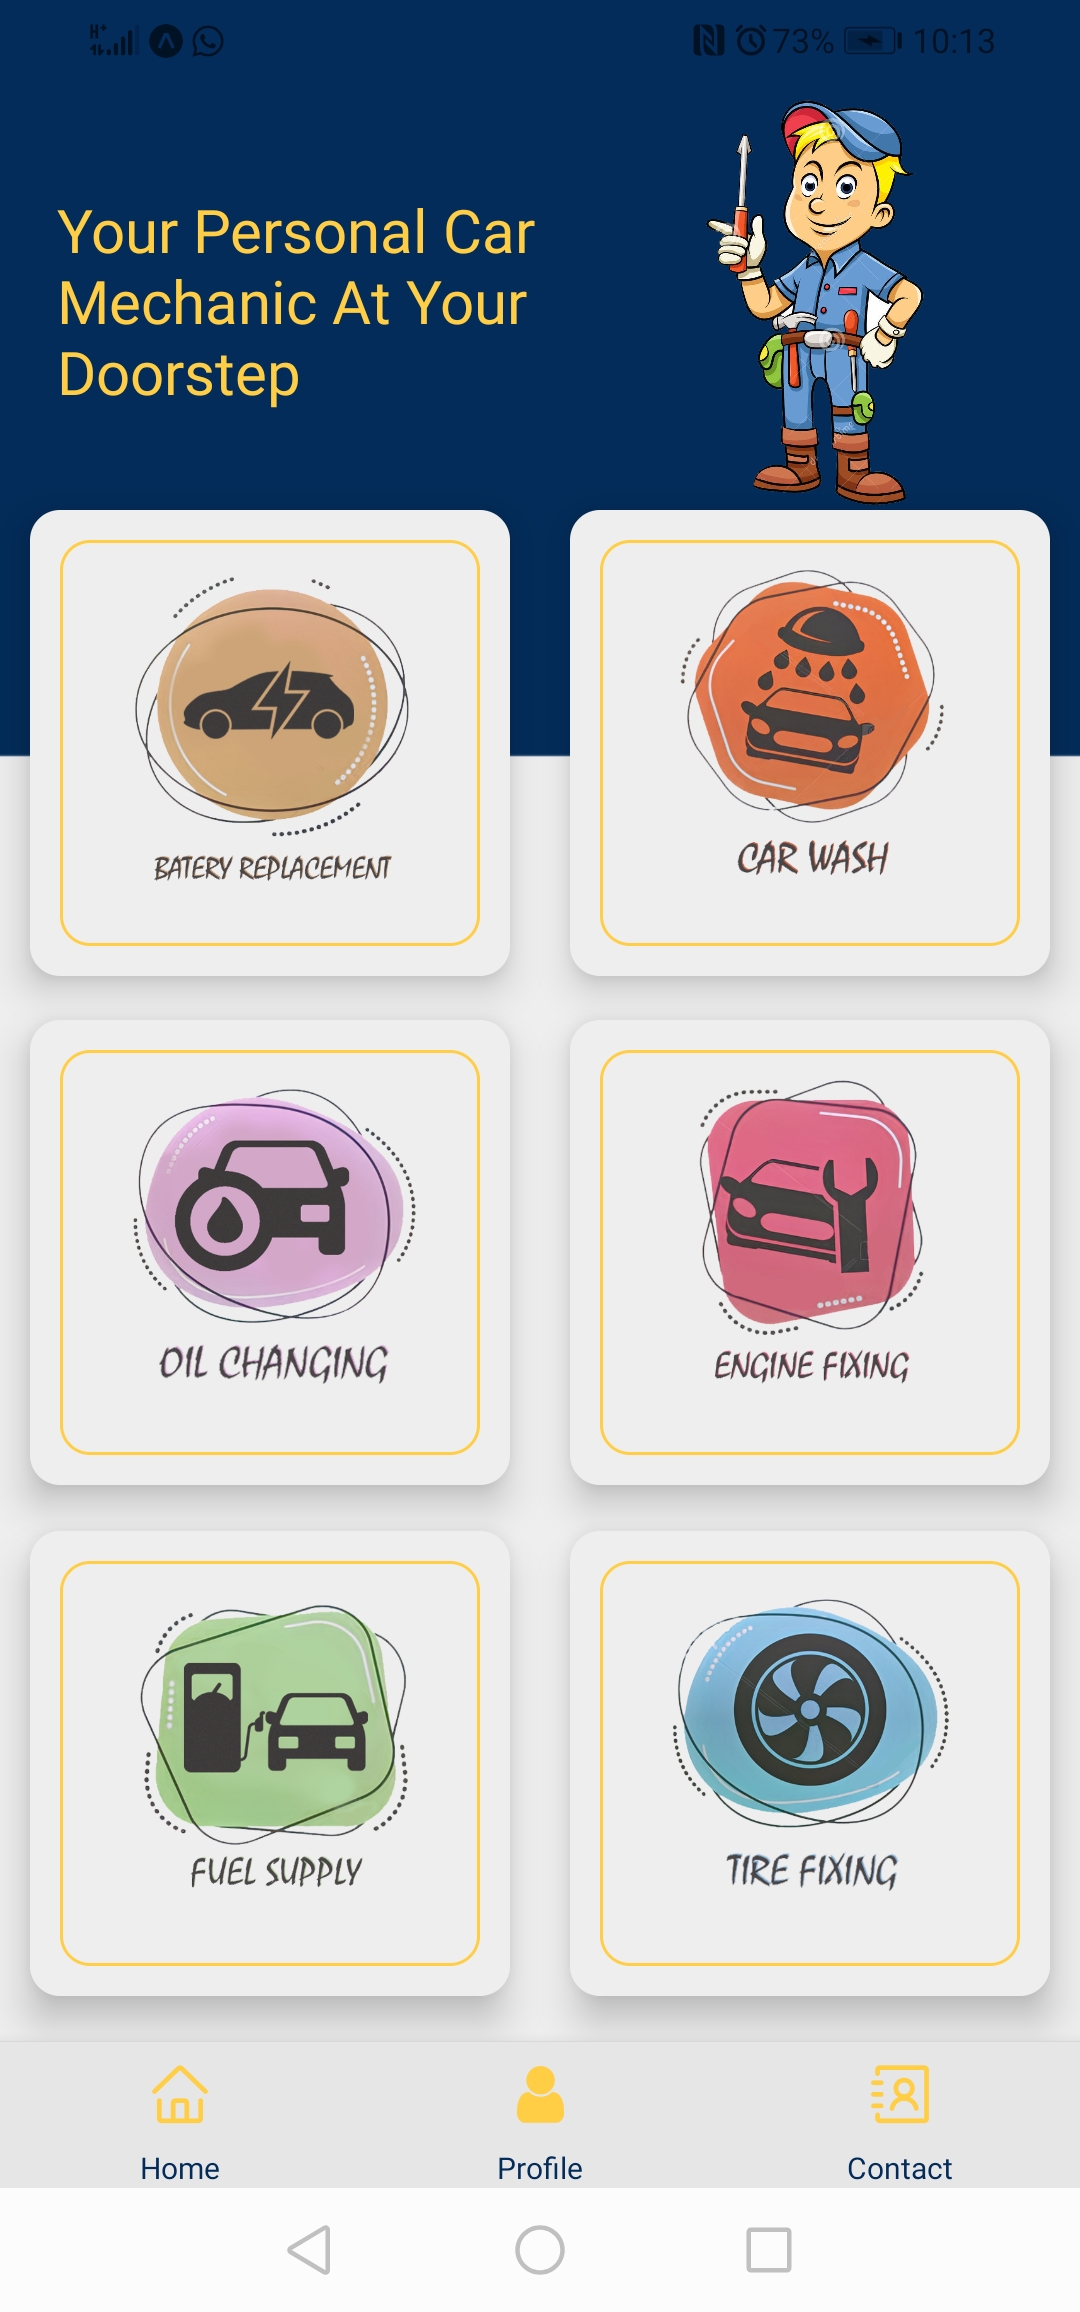 H+ 73% 10:13
Your Personal Car
Mechanic At Your
Doorstep
BATERY REPLACEMENT
CAR WASH
OIL CHANGING
ENGINE FIXING
FUEL SUPPLY
TIRE FIXING
Home
Profile
Contact